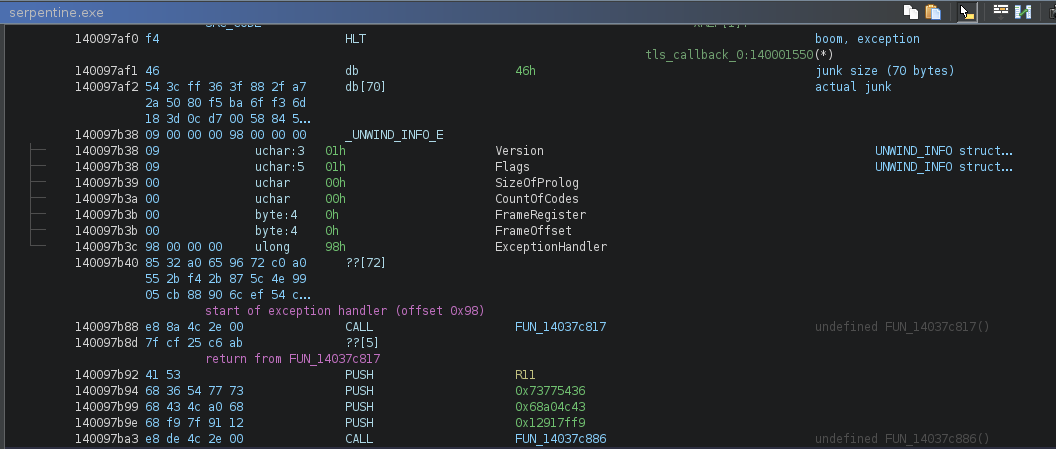 serpentine.exe
140097af0 f4 HLT boom, exception
tls_callback_0:140001550(*)
140097af1 46 db 46h junk size (70 bytes)
140097af2 54 3c ff 36 3f 88 2f a7 db[70] actual junk
2a 50 80 f5 ba 6f f3 6d
18 3d 0c d7 00 58 84 5...
140097b38 09 00 00 00 98 00 00 00 _UNWIND_INFO_E
140097b38 09 uchar:3 01h Version UNWIND_INFO struct...
140097b38 09 uchar:5 01h Flags UNWIND_INFO struct...
140097b39 00 uchar 00h SizeOfProlog
140097b3a 00 uchar 00h CountOfCodes
140097b3b 00 byte:4 0h FrameRegister
140097b3b 00 byte:4 0h FrameOffset
140097b3c 98 00 00 00 ulong 98h ExceptionHandler
140097b40 85 32 a0 65 96 72 c0 a0 ??[72]
55 2b f4 2b 87 5c 4e 99
05 cb 88 90 6c ef 54 c...
start of exception handler (offset 0x98)
140097b88 e8 8a 4c 2e 00 CALL FUN_14037c817 undefined FUN_14037c817()
140097b8d 7f cf 25 c6 ab ??[5]
return from FUN_14037c817
140097b92 41 53 PUSH R11
140097b94 68 36 54 77 73 PUSH 0x73775436
140097b99 68 43 4c a0 68 PUSH 0x68a04c43
140097b9e 68 f9 7f 91 12 PUSH 0x12917ff9
140097ba3 e8 de 4c 2e 00 CALL FUN_14037c886 undefined FUN_14037c886()